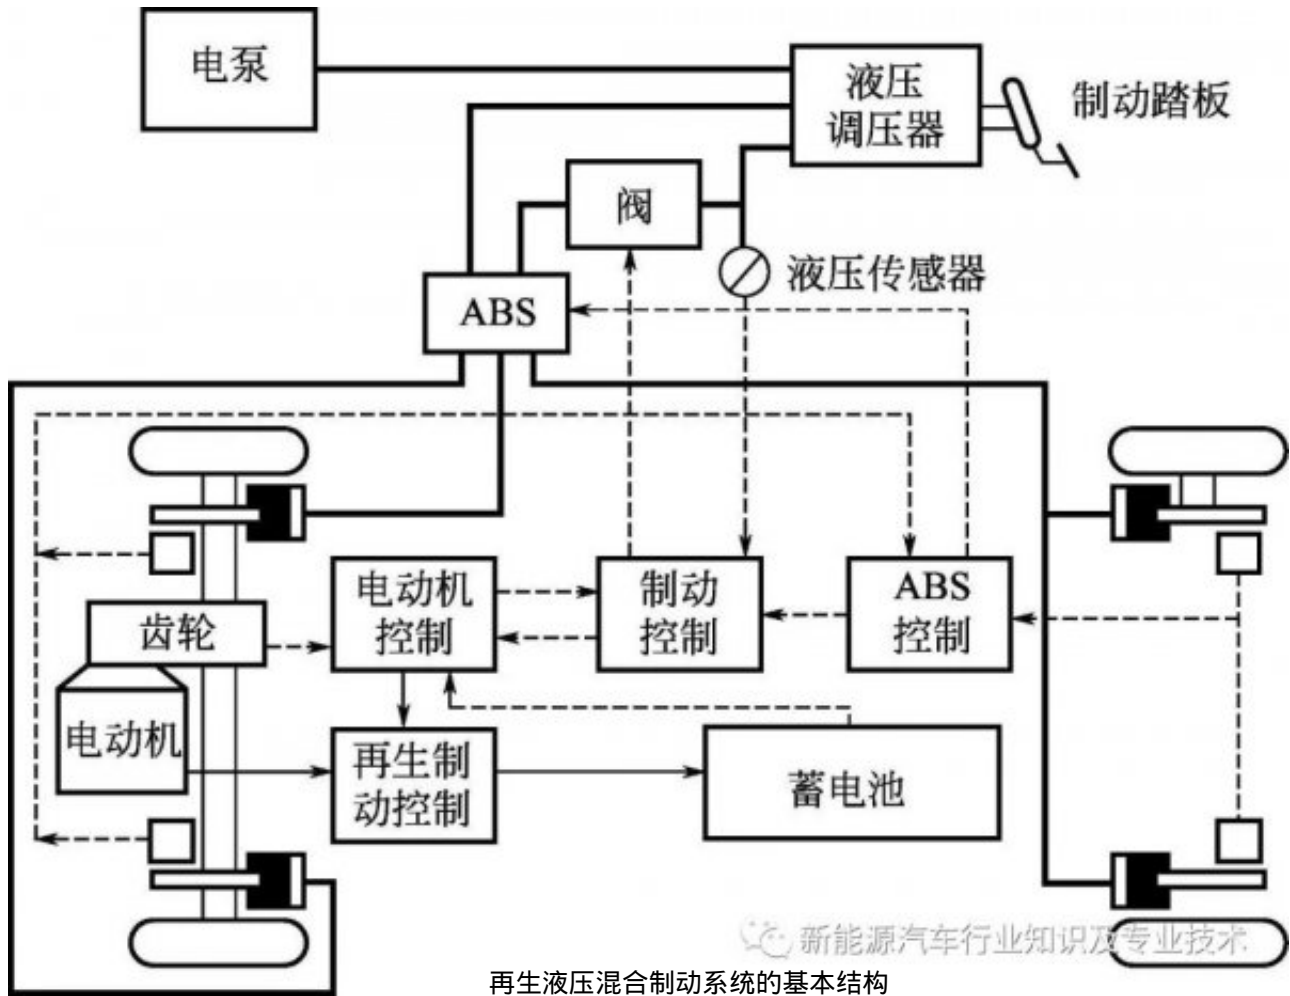 电泵
液压
调压器
制动踏板
阀
液压传感器
ABS
电动机
控制
制动
控制
ABS
控制
齿轮
电动机
再生制
动控制
蓄电池
新能源汽车行业知识及专业技术
再生液压混合制动系统的基本结构